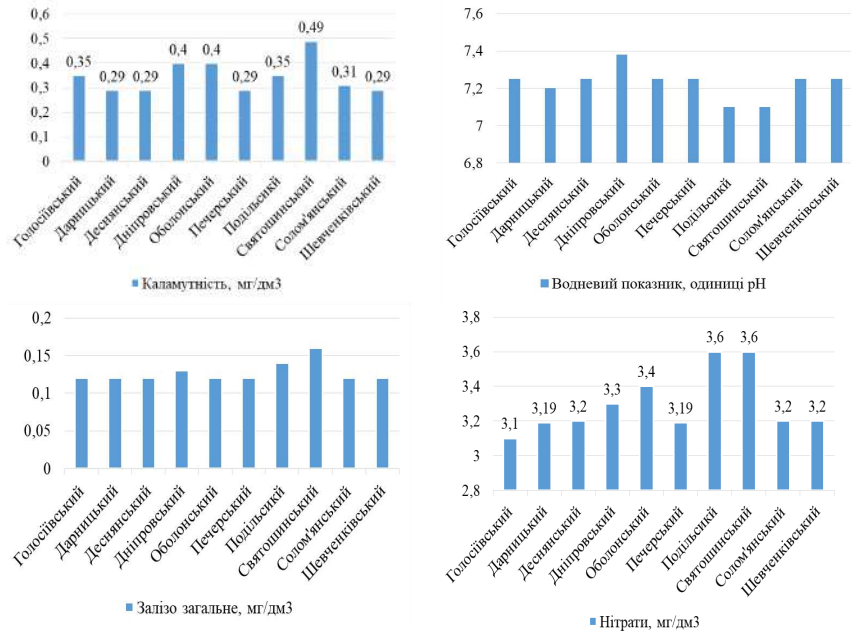 0,6
0,5
0,4
0,3
0,2
0,1
0
0,35
0,29
0,29
0,4
0,4
0,29
0,35
0,49
0,31
0,29
Голосіївський
Дарницький
Деснянський
Дніпровський
Оболонський
Печерський
Подільсикй
Святошинський
Солом'янський
Шевченківський
Каламутність, мг/дм3
7,6
7,4
7,2
7
6,8
Голосіївський
Дарницький
Деснянський
Дніпровський
Оболонський
Печерський
Подільсикй
Святошинський
Солом'янський
Шевченківський
Водневий показник, одиниці рН
0,2
0,15
0,1
0,05
0
Голосіївський
Дарницький
Деснянський
Дніпровський
Оболонський
Печерський
Подільсикй
Святошинський
Солом'янський
Шевченківський
Залізо загальне, мг/дм3
3,8
3,6
3,4
3,2
3
2,8
3,1
3,19
3,2
3,3
3,4
3,19
3,6
3,6
3,2
3,2
Голосіївський
Дарницький
Деснянський
Дніпровський
Оболонський
Печерський
Подільсикй
Святошинський
Солом'янський
Шевченківський
Нітрати, мг/дм3